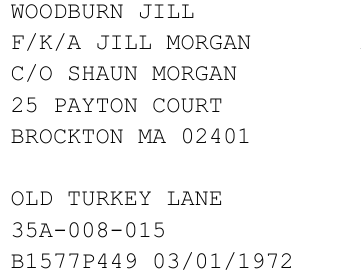 WOODBURN JILL
F/K/A JILL MORGAN
C/O SHAUN MORGAN
25 PAYTON COURT
BROCKTON MA 02401
OLD TURKEY LANE
35A-008-015
B1577P449 03/01/1972